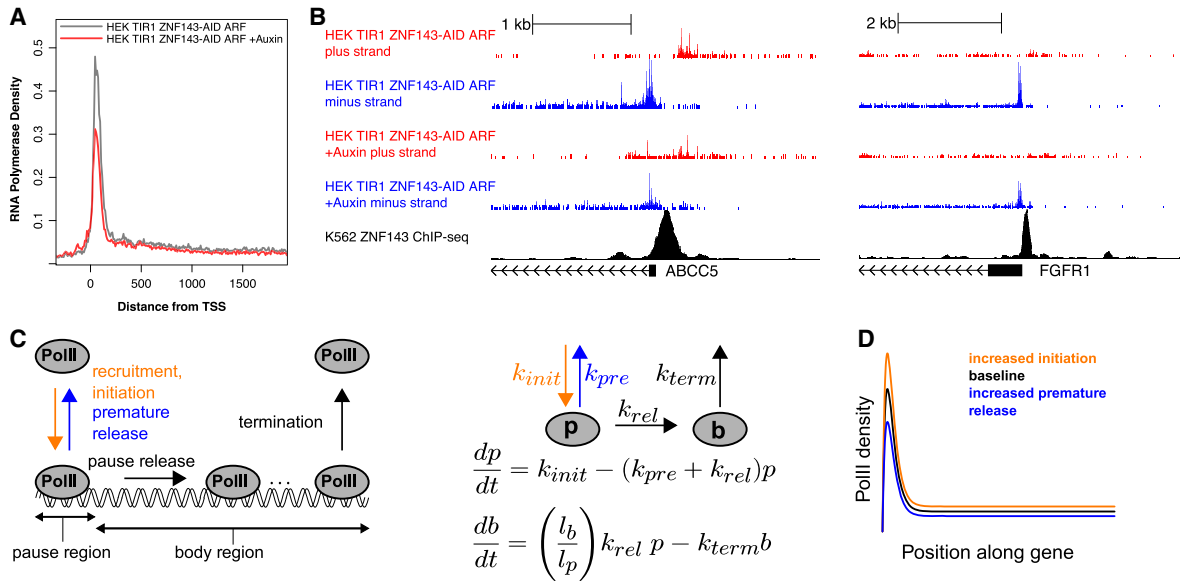 A
HEK TIR1 ZNF143-AID ARF
HEK TIR1 ZNF143-AID ARF +Auxin
RNA Polymerase Density
0.5
0.4
0.3
0.2
0.1
0
500
1000
1500
Distance from TSS
B
1 kb
2 kb
HEK TIR1 ZNF143-AID ARF
plus strand
HEK TIR1 ZNF143-AID ARF
minus strand
HEK TIR1 ZNF143-AID ARF
+Auxin plus strand
HEK TIR1 ZNF143-AID ARF
+Auxin minus strand
K562 ZNF143 ChIP-seq
ABCC5
FGFR1
C
PolII
PolII
recruitment,
initiation
premature
release
termination
pause release
PolII
PolII
...
PolII
pause region
body region
k_init
k_pre
k_term
k_rel
p
b
dp/dt = k_init − (k_pre + k_rel)p
db/dt = (l_b/l_p) k_rel p − k_term b
D
increased initiation
baseline
increased premature
release
PolII density
Position along gene